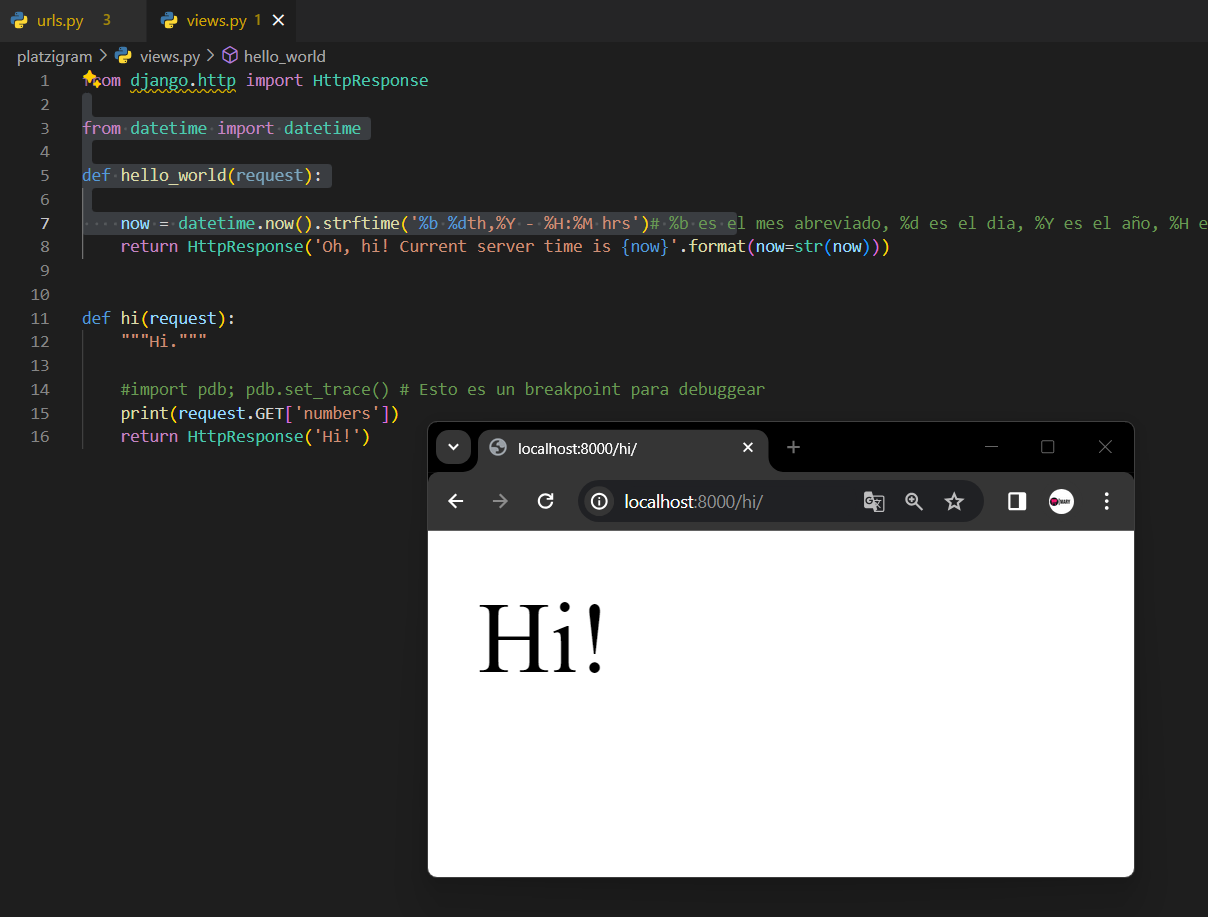 urls.py 3 views.py 1
platzigram > views.py > hello_world
1 from django.http import HttpResponse
2
3 from datetime import datetime
4
5 def hello_world(request):
6
7 now = datetime.now().strftime('%b %dth,%Y - %H:%M hrs')# %b es el mes abreviado, %d es el dia, %Y es el año, %H e
8 return HttpResponse('Oh, hi! Current server time is {now}'.format(now=str(now)))
9
10
11 def hi(request):
12 """Hi."""
13
14 #import pdb; pdb.set_trace() # Esto es un breakpoint para debuggear
15 print(request.GET['numbers'])
16 return HttpResponse('Hi!')
localhost:8000/hi/
localhost:8000/hi/
Hi!